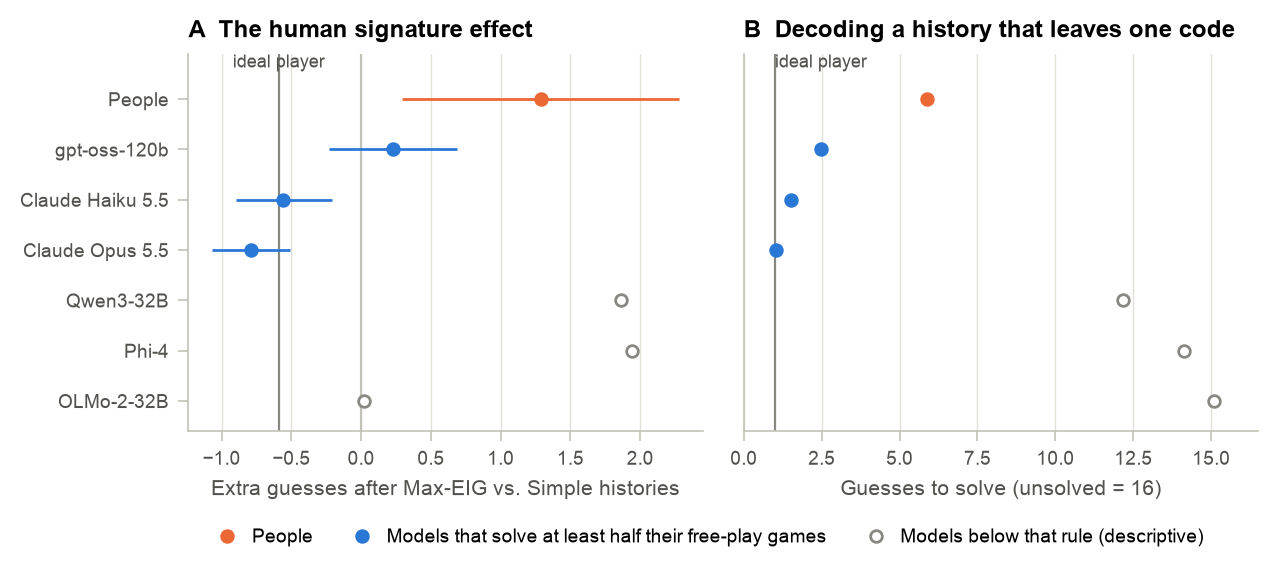 A The human signature effect
ideal player
People
gpt-oss-120b
Claude Haiku 5.5
Claude Opus 5.5
Qwen3-32B
Phi-4
OLMo-2-32B
−1.0 −0.5 0.0 0.5 1.0 1.5 2.0
Extra guesses after Max-EIG vs. Simple histories
B Decoding a history that leaves one code
ideal player
0.0 2.5 5.0 7.5 10.0 12.5 15.0
Guesses to solve (unsolved = 16)
People Models that solve at least half their free-play games Models below that rule (descriptive)